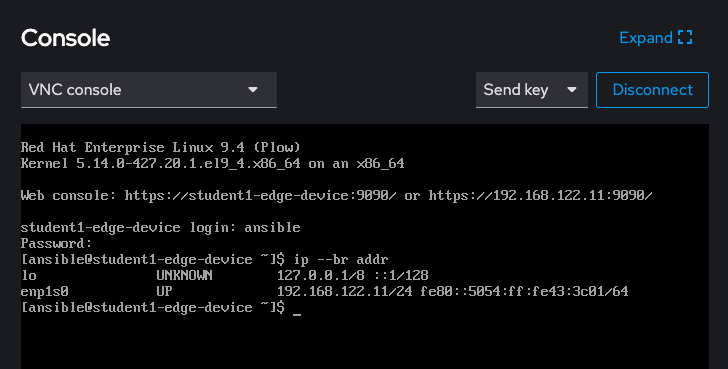 Console
Expand
VNC console
Send key
Disconnect
Red Hat Enterprise Linux 9.4 (Plow)
Kernel 5.14.0-427.20.1.el9_4.x86_64 on an x86_64
Web console: https://student1-edge-device:9090/ or https://192.168.122.11:9090/
student1-edge-device login: ansible
Password:
[ansible@student1-edge-device ~]$ ip --br addr
lo               UNKNOWN        127.0.0.1/8 ::1/128
enp1s0           UP             192.168.122.11/24 fe80::5054:ff:fe43:3c01/64
[ansible@student1-edge-device ~]$ _